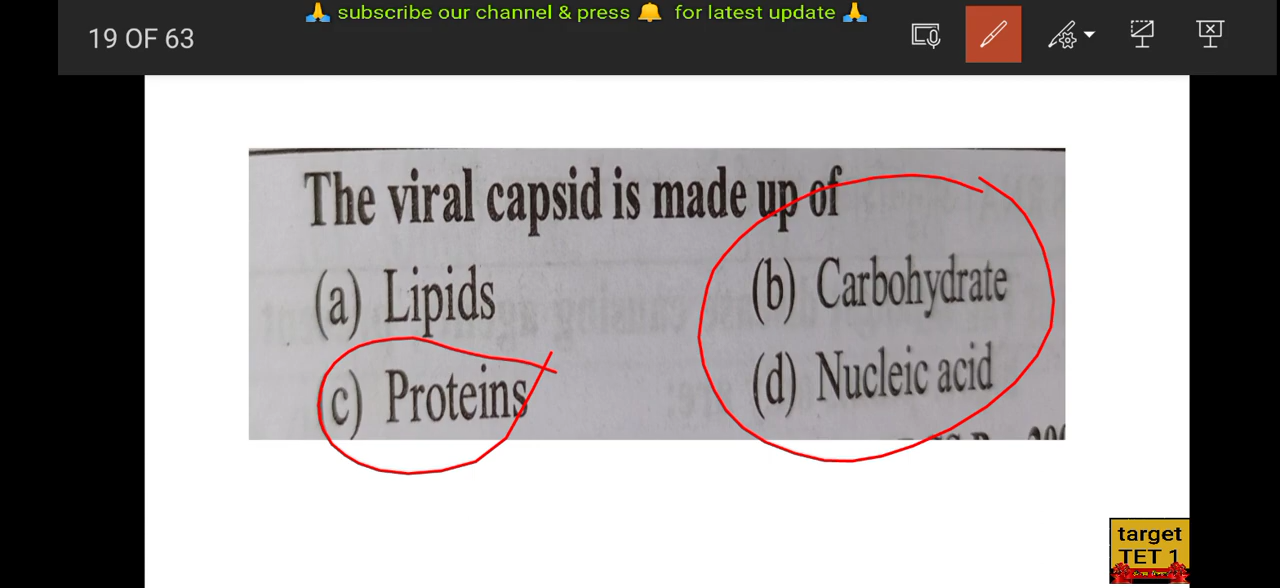 🙏 subscribe our channel & press 🔔 for latest update 🙏
19 OF 63
The viral capsid is made up of
(a) Lipids (b) Carbohydrate
c) Proteins (d) Nucleic acid
target
TET 1